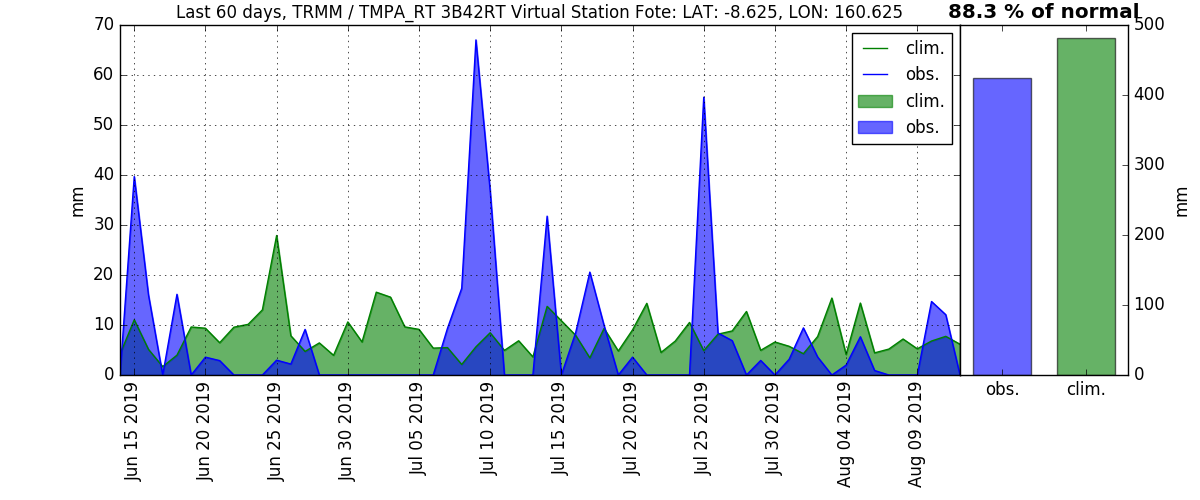 Last 60 days, TRMM / TMPA_RT 3B42RT Virtual Station Fote: LAT: -8.625, LON: 160.625
88.3 % of normal
70
60
50
40
30
20
10
0
mm
clim.
obs.
clim.
obs.
Jun 15 2019
Jun 20 2019
Jun 25 2019
Jun 30 2019
Jul 05 2019
Jul 10 2019
Jul 15 2019
Jul 20 2019
Jul 25 2019
Jul 30 2019
Aug 04 2019
Aug 09 2019
500
400
300
200
100
0
mm
obs.
clim.